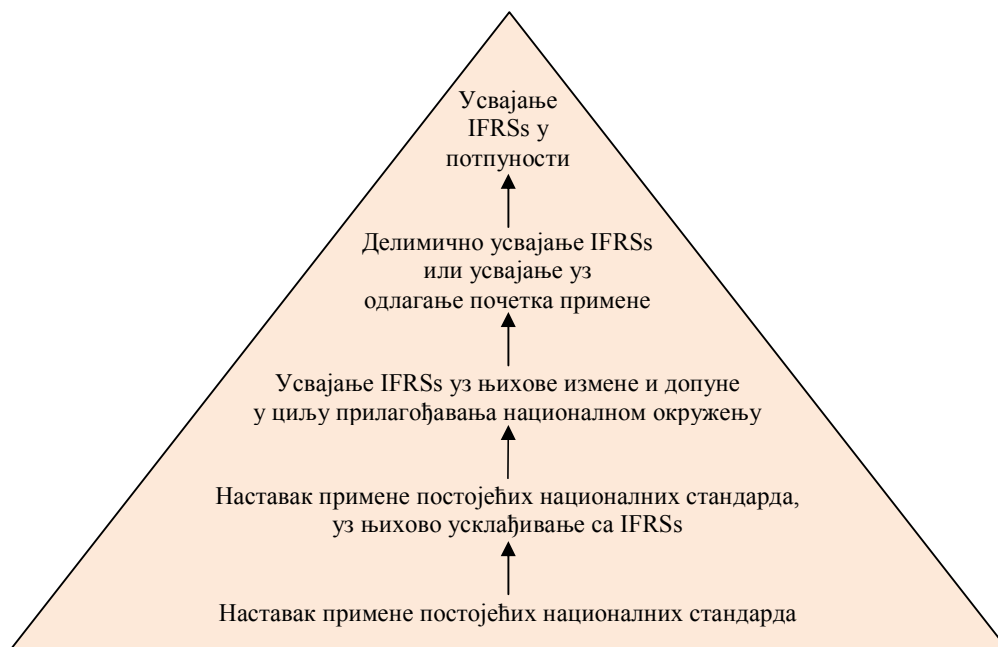 Усвајање
IFRSs у
потпуности
Делимично усвајање IFRSs
или усвајање уз
одлагање почетка примене
Усвајање IFRSs уз њихове измене и допуне
у циљу прилагођавања националном окружењу
Наставак примене постојећих националних стандарда,
уз њихово усклађивање са IFRSs
Наставак примене постојећих националних стандарда